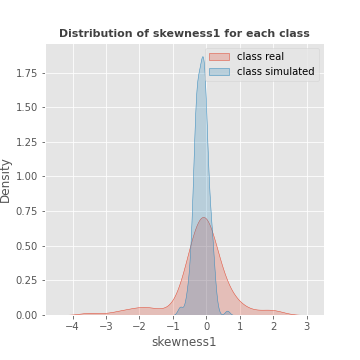 Distribution of skewness1 for each class
class real
class simulated
Density
1.75
1.50
1.25
1.00
0.75
0.50
0.25
0.00
−4 −3 −2 −1 0 1 2 3
skewness1